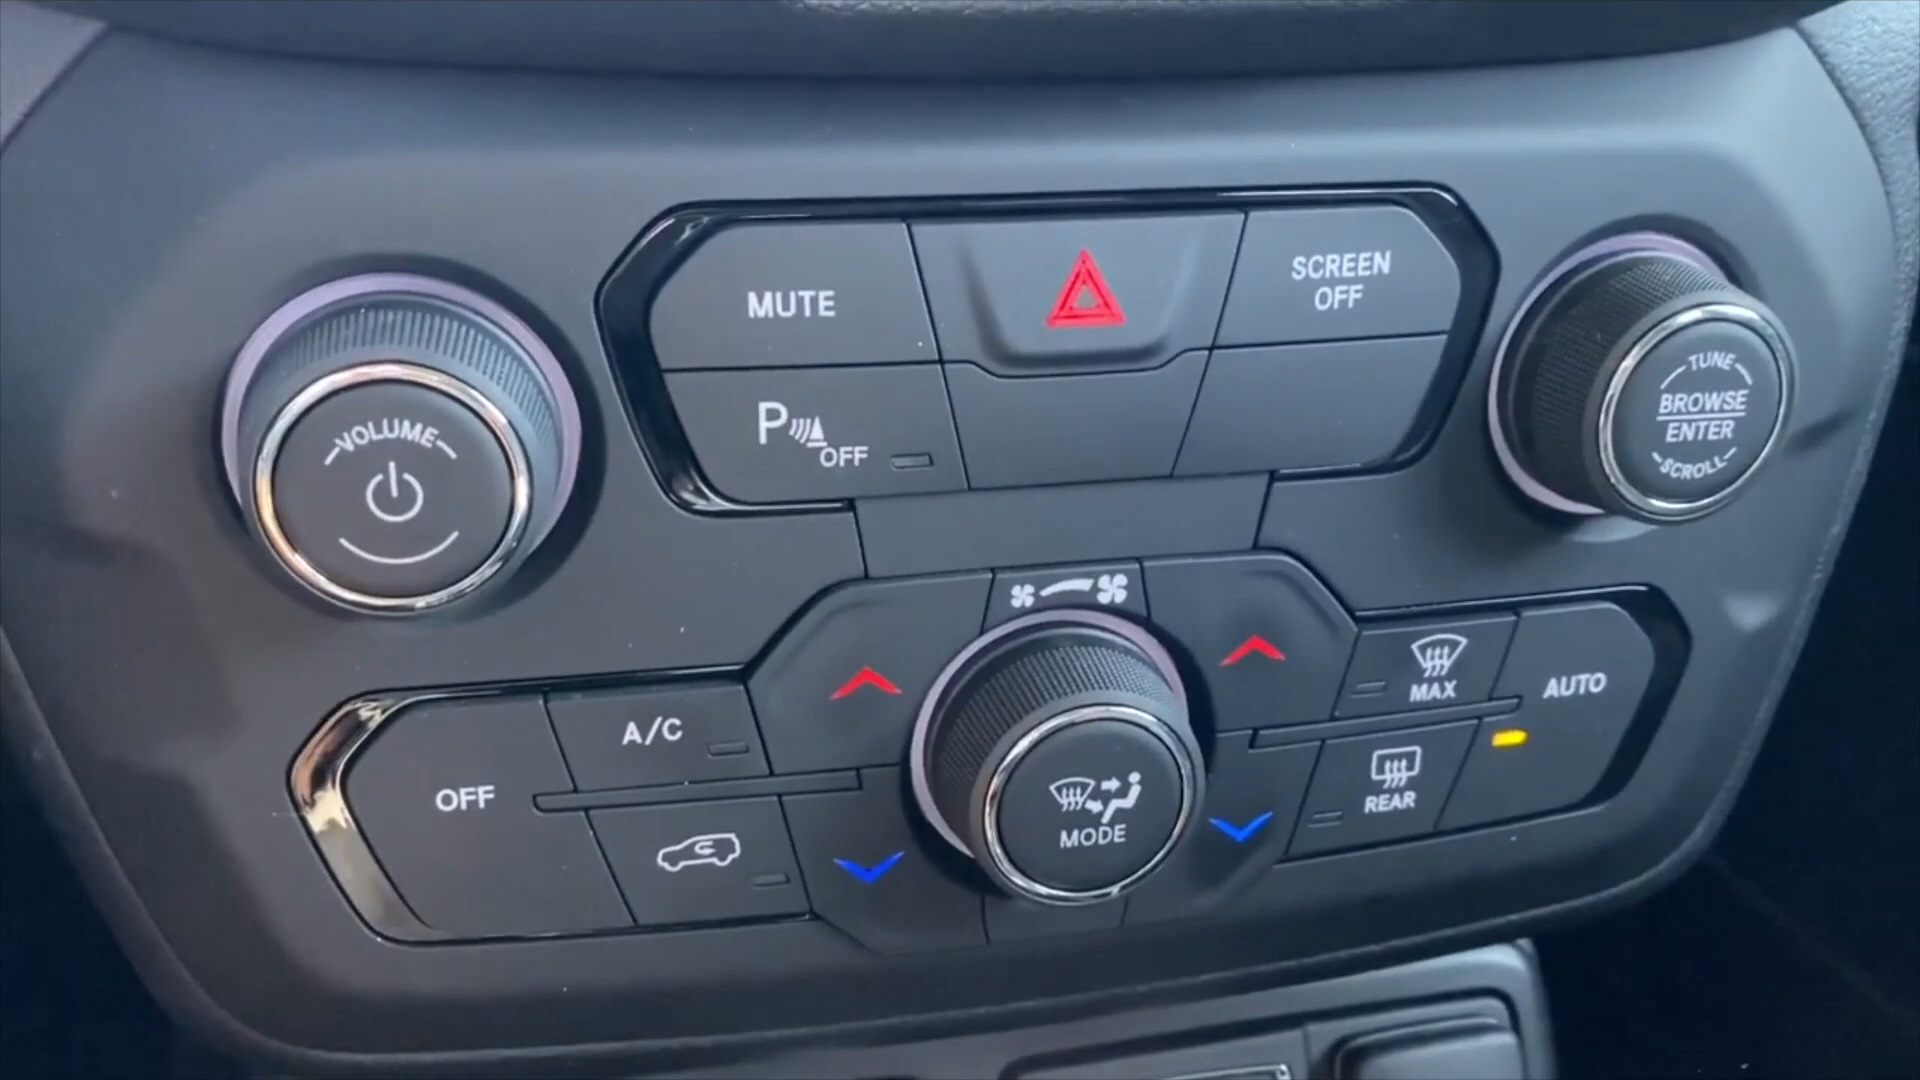 MUTE
SCREEN
OFF
P
OFF
VOLUME
TUNE
BROWSE
ENTER
SCROLL
A/C
OFF
MODE
MAX
AUTO
REAR